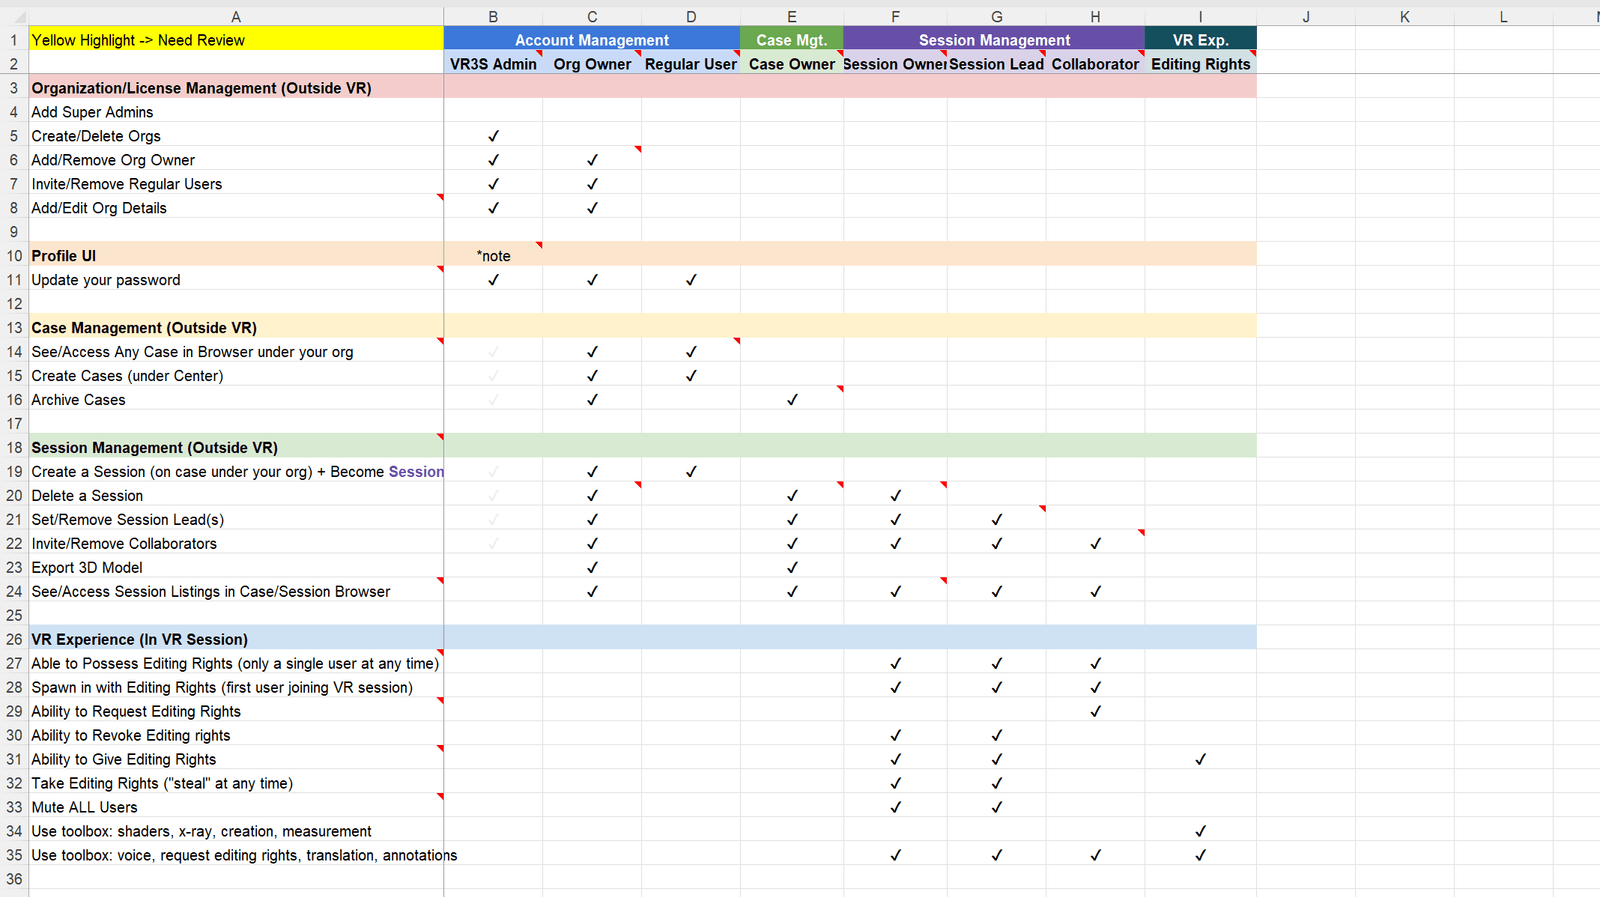 A B C D E F G H I J K L
1 Yellow Highlight -> Need Review Account Management Case Mgt. Session Management VR Exp.
2 VR3S Admin Org Owner Regular User Case Owner Session Owner Session Lead Collaborator Editing Rights
3 Organization/License Management (Outside VR)
4 Add Super Admins
5 Create/Delete Orgs ✓
6 Add/Remove Org Owner ✓ ✓
7 Invite/Remove Regular Users ✓ ✓
8 Add/Edit Org Details ✓ ✓
9
10 Profile UI *note
11 Update your password ✓ ✓ ✓
12
13 Case Management (Outside VR)
14 See/Access Any Case in Browser under your org ✓ ✓ ✓
15 Create Cases (under Center) ✓ ✓ ✓
16 Archive Cases ✓ ✓ ✓
17
18 Session Management (Outside VR)
19 Create a Session (on case under your org) + Become Session ✓ ✓ ✓
20 Delete a Session ✓ ✓ ✓ ✓
21 Set/Remove Session Lead(s) ✓ ✓ ✓ ✓ ✓
22 Invite/Remove Collaborators ✓ ✓ ✓ ✓ ✓ ✓
23 Export 3D Model ✓ ✓
24 See/Access Session Listings in Case/Session Browser ✓ ✓ ✓ ✓ ✓
25
26 VR Experience (In VR Session)
27 Able to Possess Editing Rights (only a single user at any time) ✓ ✓ ✓
28 Spawn in with Editing Rights (first user joining VR session) ✓ ✓ ✓
29 Ability to Request Editing Rights ✓
30 Ability to Revoke Editing rights ✓ ✓
31 Ability to Give Editing Rights ✓ ✓ ✓
32 Take Editing Rights ("steal" at any time) ✓ ✓
33 Mute ALL Users ✓ ✓
34 Use toolbox: shaders, x-ray, creation, measurement ✓
35 Use toolbox: voice, request editing rights, translation, annotations ✓ ✓ ✓ ✓
36